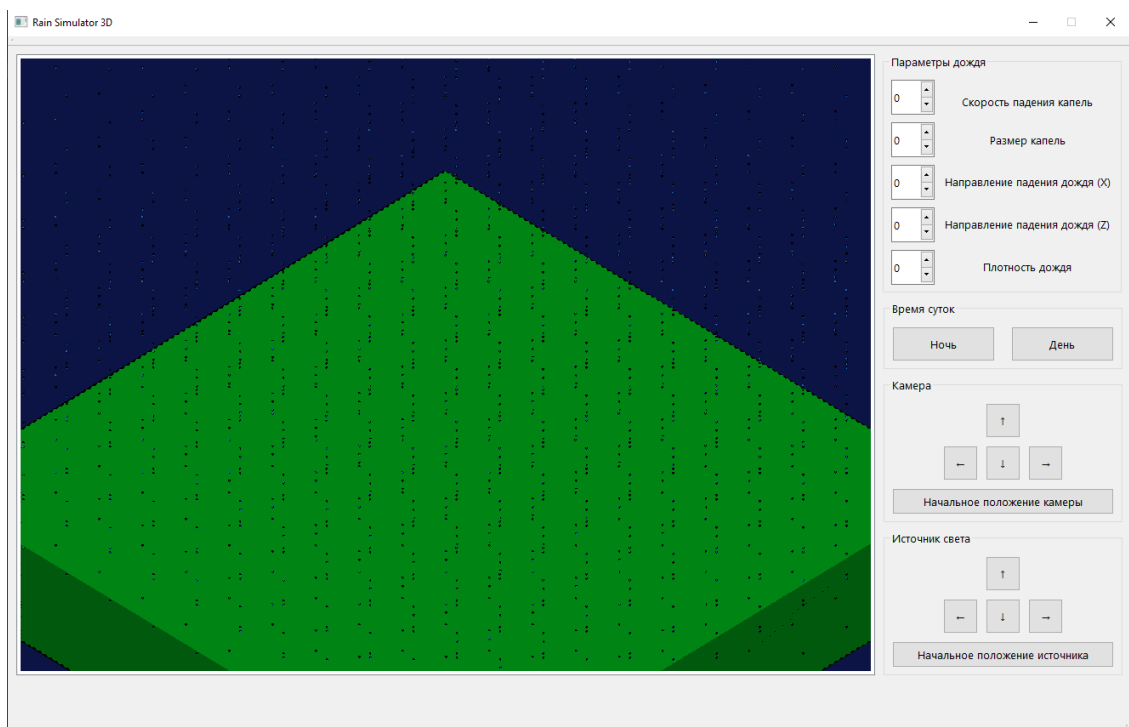 Rain Simulator 3D
Параметры дождя
0 Скорость падения капель
0 Размер капель
0 Направление падения дождя (X)
0 Направление падения дождя (Z)
0 Плотность дождя
Время суток
Ночь День
Камера
↑
← ↓ →
Начальное положение камеры
Источник света
↑
← ↓ →
Начальное положение источника